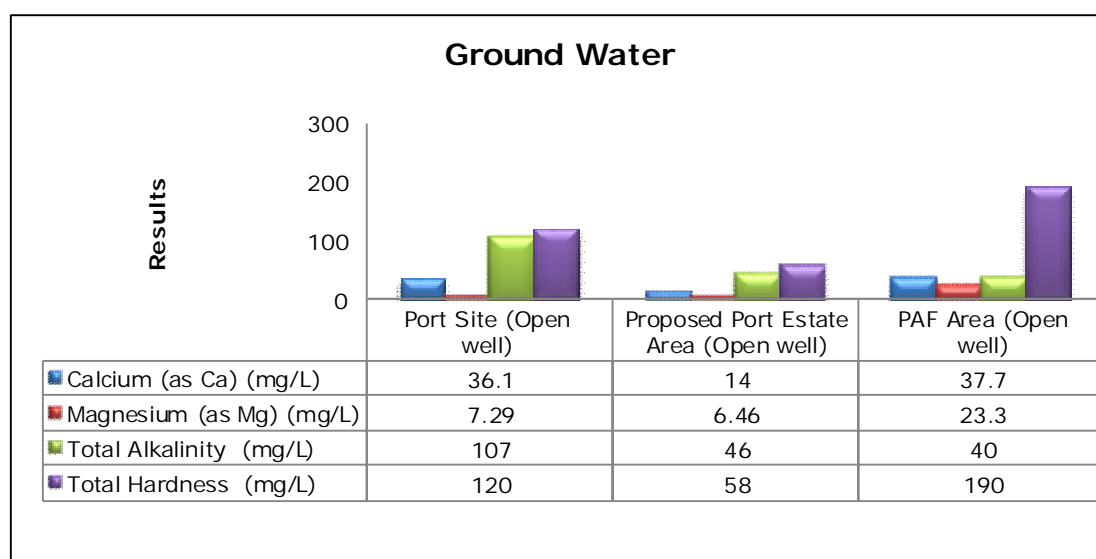 Ground Water
Results
300
200
100
0
Port Site (Open
well)
Proposed Port Estate
Area (Open well)
PAF Area (Open
well)
Calcium (as Ca) (mg/L) 36.1 14 37.7
Magnesium (as Mg) (mg/L) 7.29 6.46 23.3
Total Alkalinity (mg/L) 107 46 40
Total Hardness (mg/L) 120 58 190